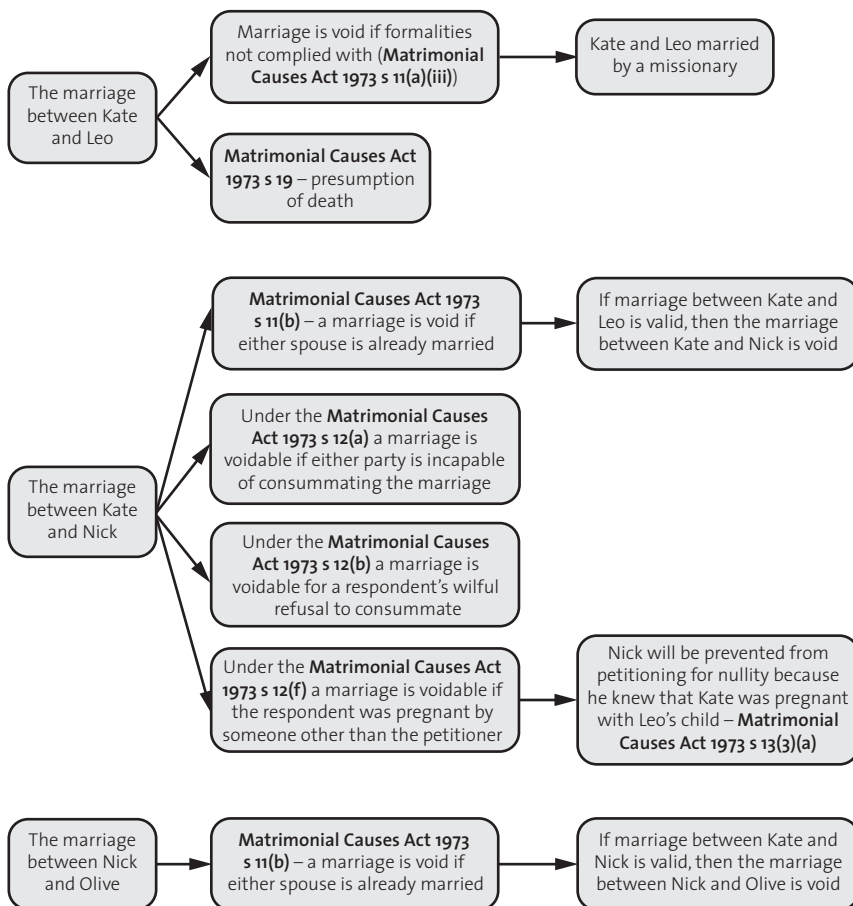 The marriage
between Kate
and Leo
Marriage is void if formalities
not complied with (Matrimonial
Causes Act 1973 s 11(a)(iii))
Kate and Leo married
by a missionary
Matrimonial Causes Act
1973 s 19 – presumption
of death
The marriage
between Kate
and Nick
Matrimonial Causes Act 1973
s 11(b) – a marriage is void if
either spouse is already married
If marriage between Kate and
Leo is valid, then the marriage
between Kate and Nick is void
Under the Matrimonial Causes
Act 1973 s 12(a) a marriage is
voidable if either party is incapable
of consummating the marriage
Under the Matrimonial Causes
Act 1973 s 12(b) a marriage is
voidable for a respondent’s wilful
refusal to consummate
Under the Matrimonial Causes Act
1973 s 12(f) a marriage is voidable if
the respondent was pregnant by
someone other than the petitioner
Nick will be prevented from
petitioning for nullity because
he knew that Kate was pregnant
with Leo’s child – Matrimonial
Causes Act 1973 s 13(3)(a)
The marriage
between Nick
and Olive
Matrimonial Causes Act 1973
s 11(b) – a marriage is void if
either spouse is already married
If marriage between Kate and
Nick is valid, then the marriage
between Nick and Olive is void